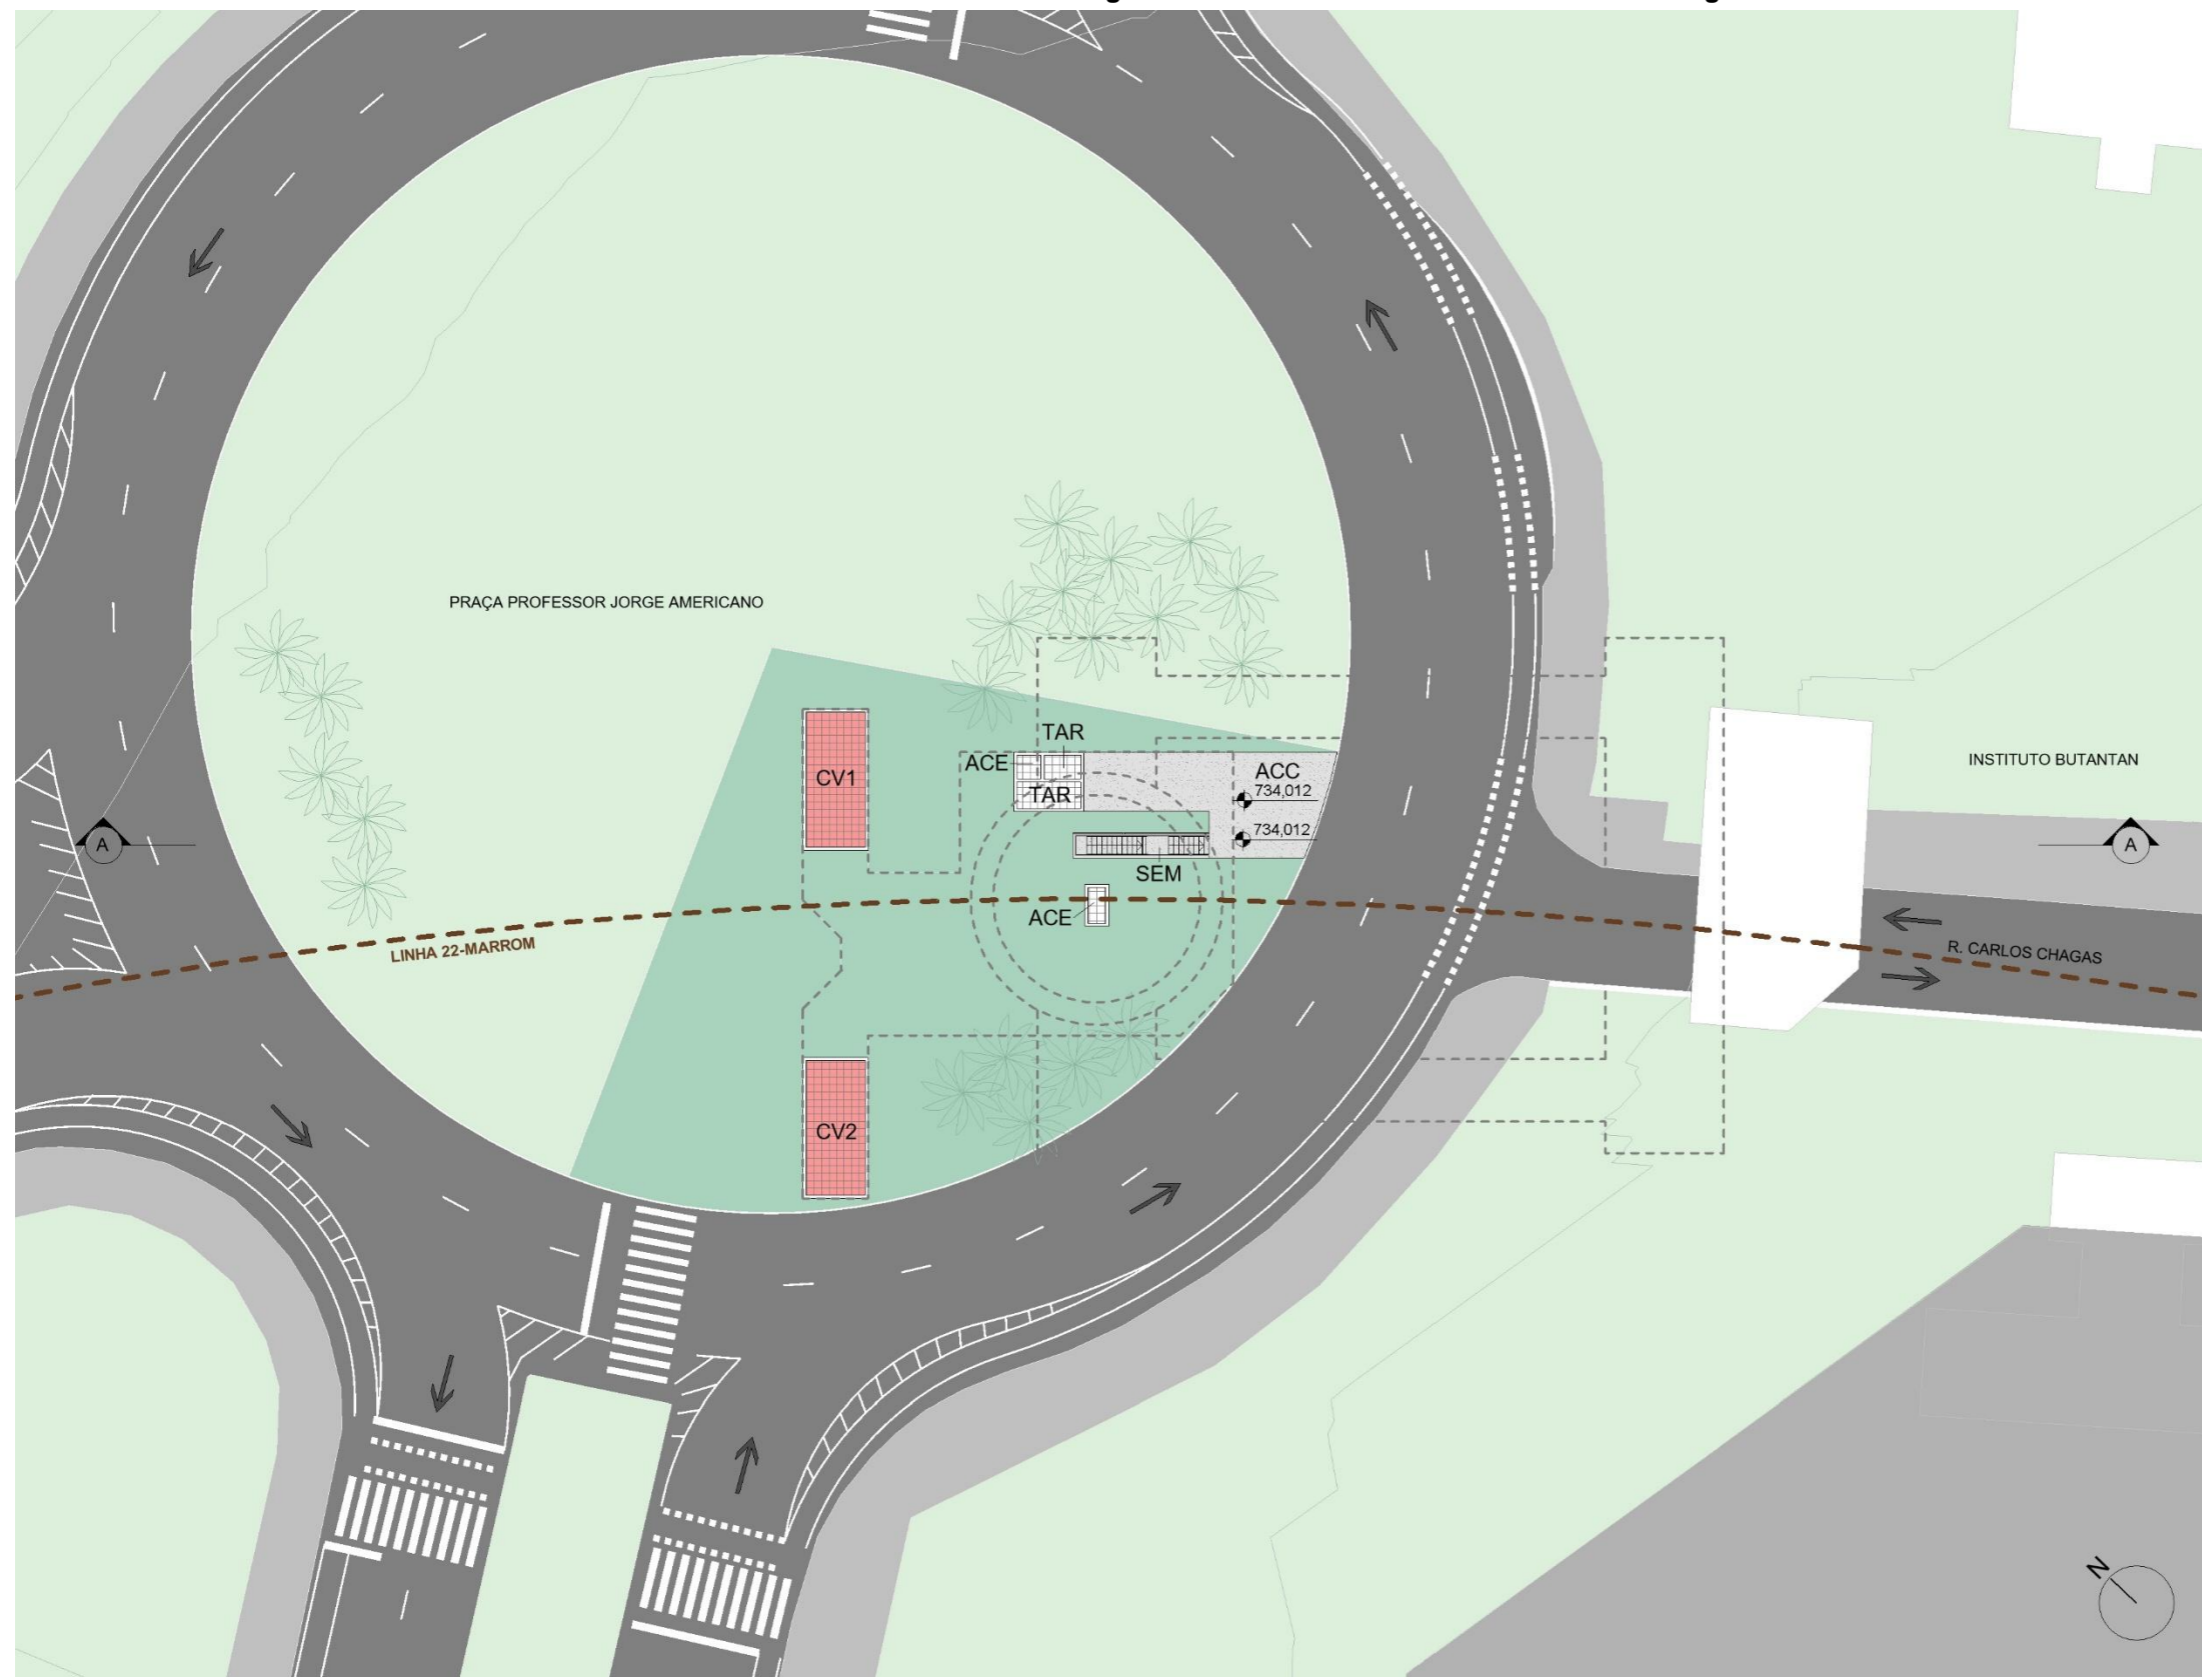 PRAÇA PROFESSOR JORGE AMERICANO
TAR
ACE
TAR
ACC
734,012
734,012
SEM
ACE
CV1
CV2
LINHA 22-MARROM
INSTITUTO BUTANTAN
R. CARLOS CHAGAS
A
A
N